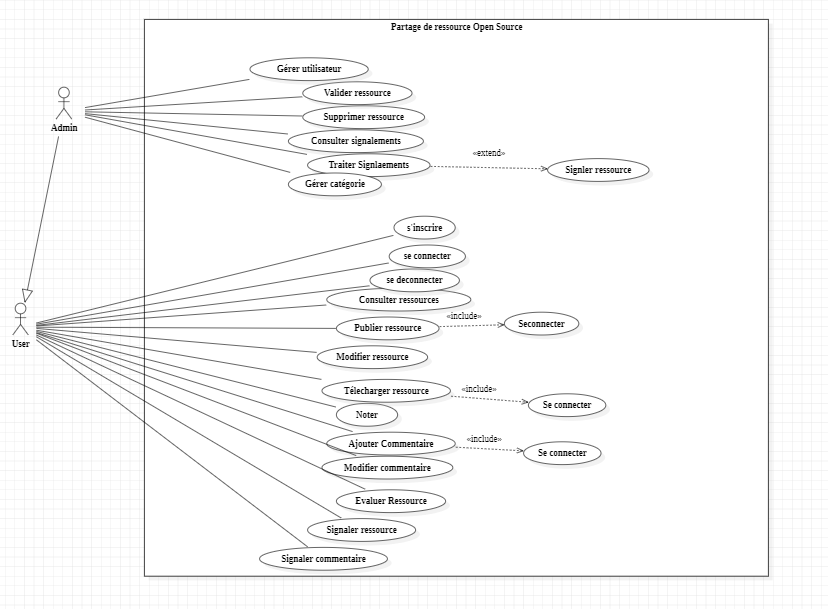 Partage de ressource Open Source
Gérer utilisateur
Valider ressource
Admin
Supprimer ressource
Consulter signalements
«extend»
Traiter Signlaements
Signler ressource
Gérer catégorie
s'inscrire
se connecter
se deconnecter
Consulter ressources
«include»
Publier ressource
Seconnecter
User
Modifier ressource
Télecharger ressource
«include»
Se connecter
Noter
Ajouter Commentaire
«include»
Se connecter
Modifier commentaire
Evaluer Ressource
Signaler ressource
Signaler commentaire